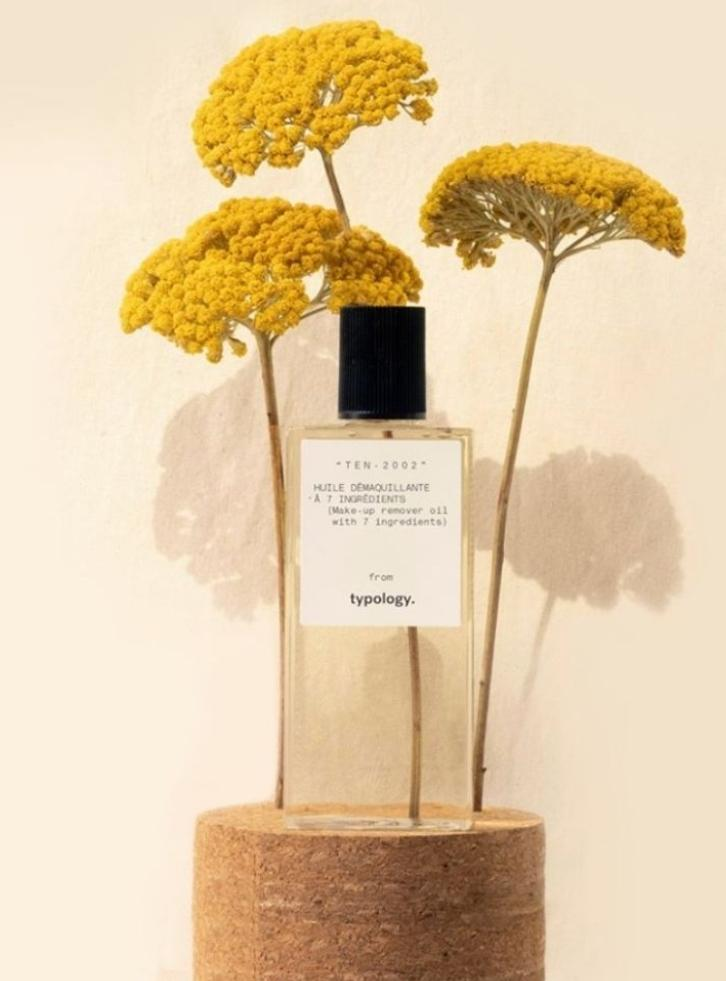 "TEN-2002"
HUILE DÉMAQUILLANTE
À 7 INGRÉDIENTS
(Make-up remover oil
with 7 ingredients)
from
typology.